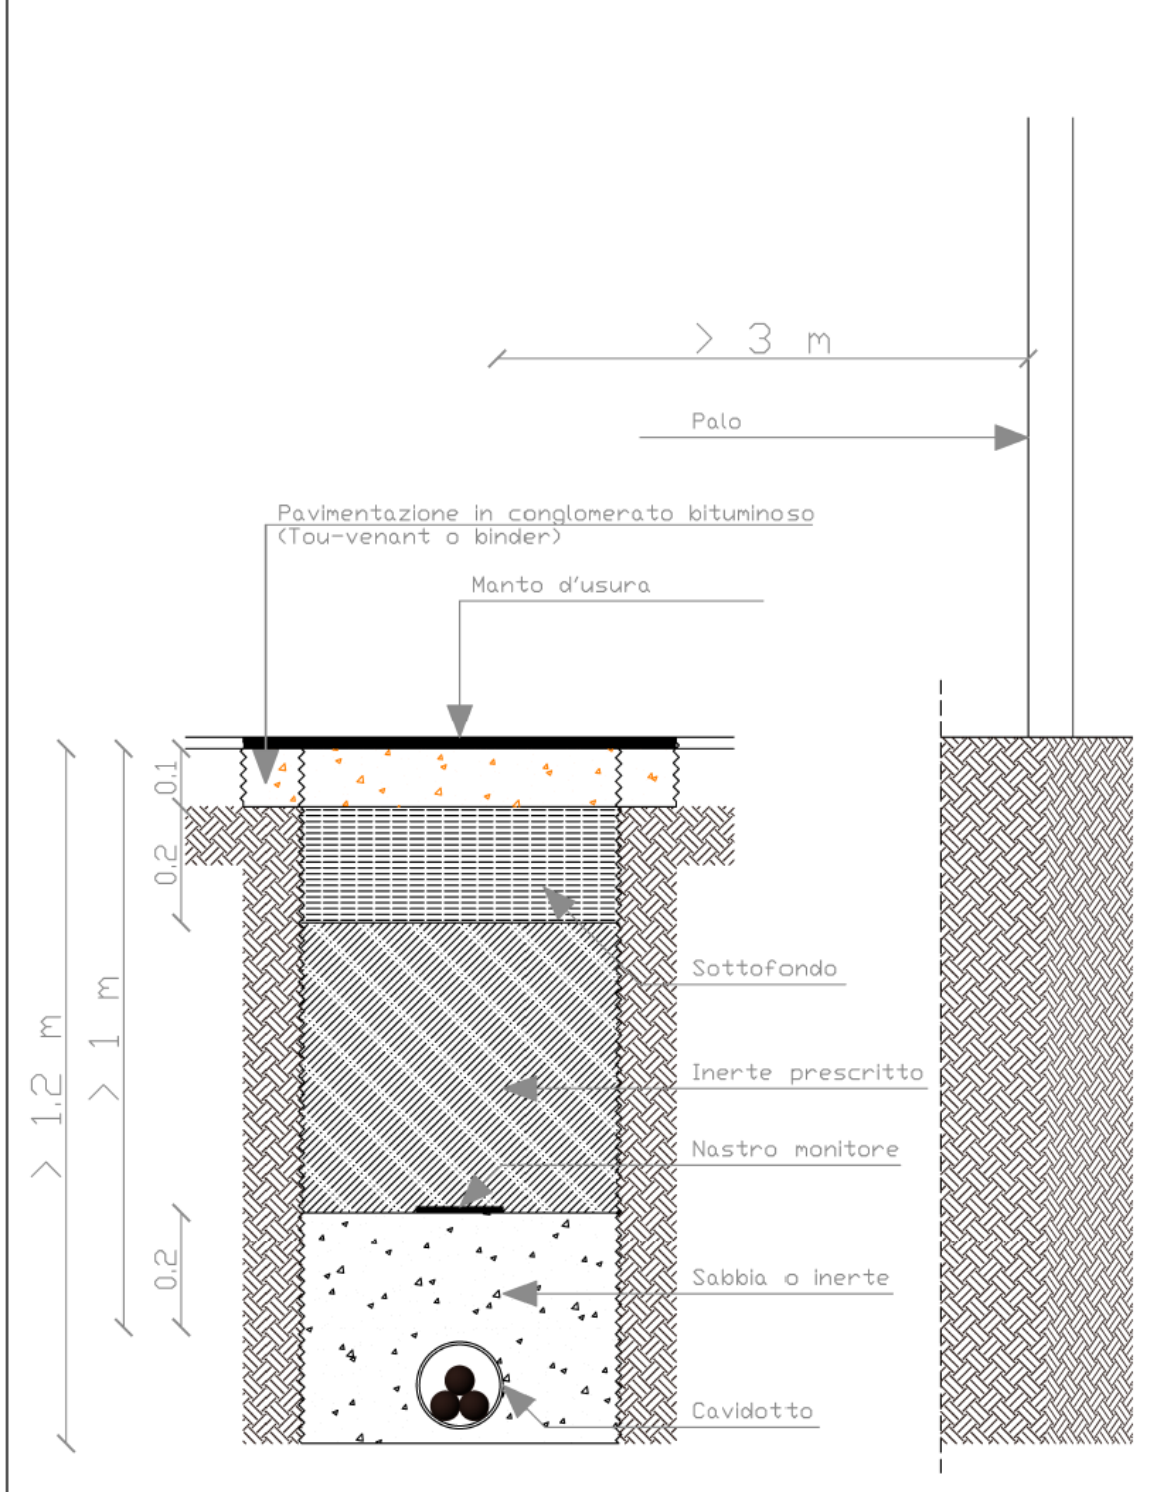 > 3 m
Palo
Pavimentazione in conglomerato bituminoso
(Tou-venant o binder)
Manto d'usura
0.1
0.2
Sottofondo
> 1 m
> 1.2 m
Inerte prescritto
Nastro monitore
0.2
Sabbia o inerte
Cavidotto